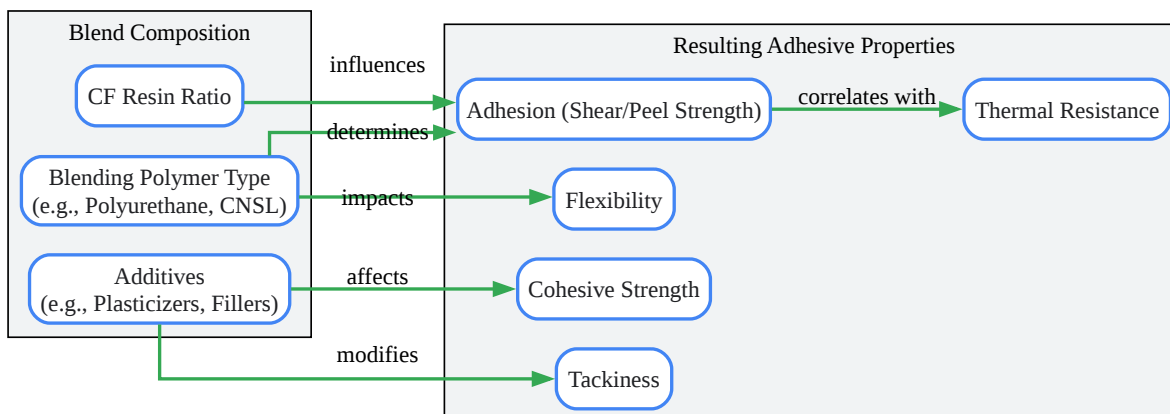 Blend Composition
Resulting Adhesive Properties
influences
CF Resin Ratio
Adhesion (Shear/Peel Strength)
correlates with
Thermal Resistance
determines
Blending Polymer Type
(e.g., Polyurethane, CNSL)
impacts
Flexibility
Additives
(e.g., Plasticizers, Fillers)
affects
Cohesive Strength
modifies
Tackiness